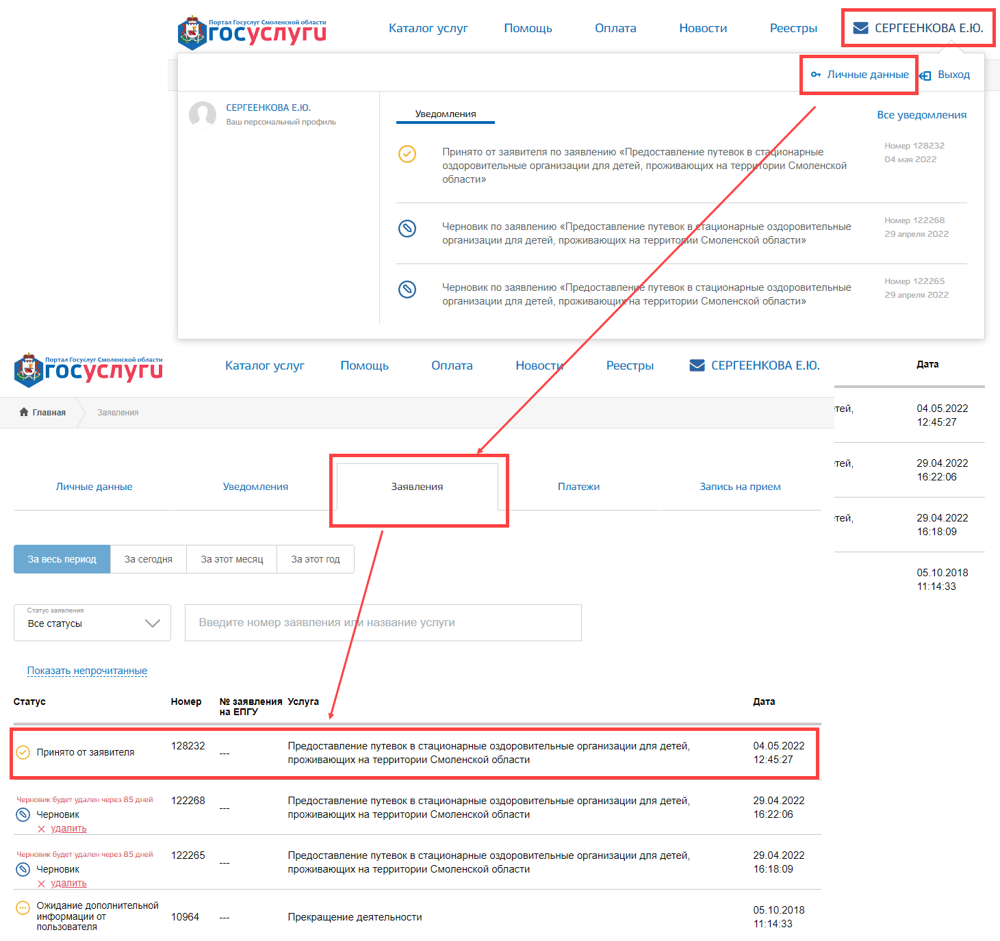 Портал Госуслуг Смоленской области
госуслуги
Каталог услуг Помощь Оплата Новости Реестры СЕРГЕЕНКОВА Е.Ю.
Личные данные Выход
СЕРГЕЕНКОВА Е.Ю.
Ваш персональный профиль
Уведомления Все уведомления
Принято от заявителя по заявлению «Предоставление путевок в стационарные
оздоровительные организации для детей, проживающих на территории Смоленской
области»
Номер 128232
04 мая 2022
Черновик по заявлению «Предоставление путевок в стационарные оздоровительные
организации для детей, проживающих на территории Смоленской области»
Номер 122268
29 апреля 2022
Черновик по заявлению «Предоставление путевок в стационарные оздоровительные
организации для детей, проживающих на территории Смоленской области»
Номер 122265
29 апреля 2022
Портал Госуслуг Смоленской области
госуслуги
Каталог услуг Помощь Оплата Новости Реестры СЕРГЕЕНКОВА Е.Ю.
Дата
Главная Заявления
тей, 04.05.2022
12:45:27
тей, 29.04.2022
16:22:06
тей, 29.04.2022
16:18:09
05.10.2018
11:14:33
Личные данные Уведомления Заявления Платежи Запись на прием
За весь период За сегодня За этот месяц За этот год
Статус заявления
Все статусы
Введите номер заявления или название услуги
Показать непрочитанные
Статус Номер № заявления Услуга Дата
на ЕПГУ
Принято от заявителя 128232 --- Предоставление путевок в стационарные оздоровительные организации для детей, 04.05.2022
проживающих на территории Смоленской области 12:45:27
Черновик будет удален через 85 дней 122268 --- Предоставление путевок в стационарные оздоровительные организации для детей, 29.04.2022
Черновик проживающих на территории Смоленской области 16:22:06
удалить
Черновик будет удален через 85 дней 122265 --- Предоставление путевок в стационарные оздоровительные организации для детей, 29.04.2022
Черновик проживающих на территории Смоленской области 16:18:09
удалить
Ожидание дополнительной
информации от
пользователя
10964 --- Прекращение деятельности 05.10.2018
11:14:33